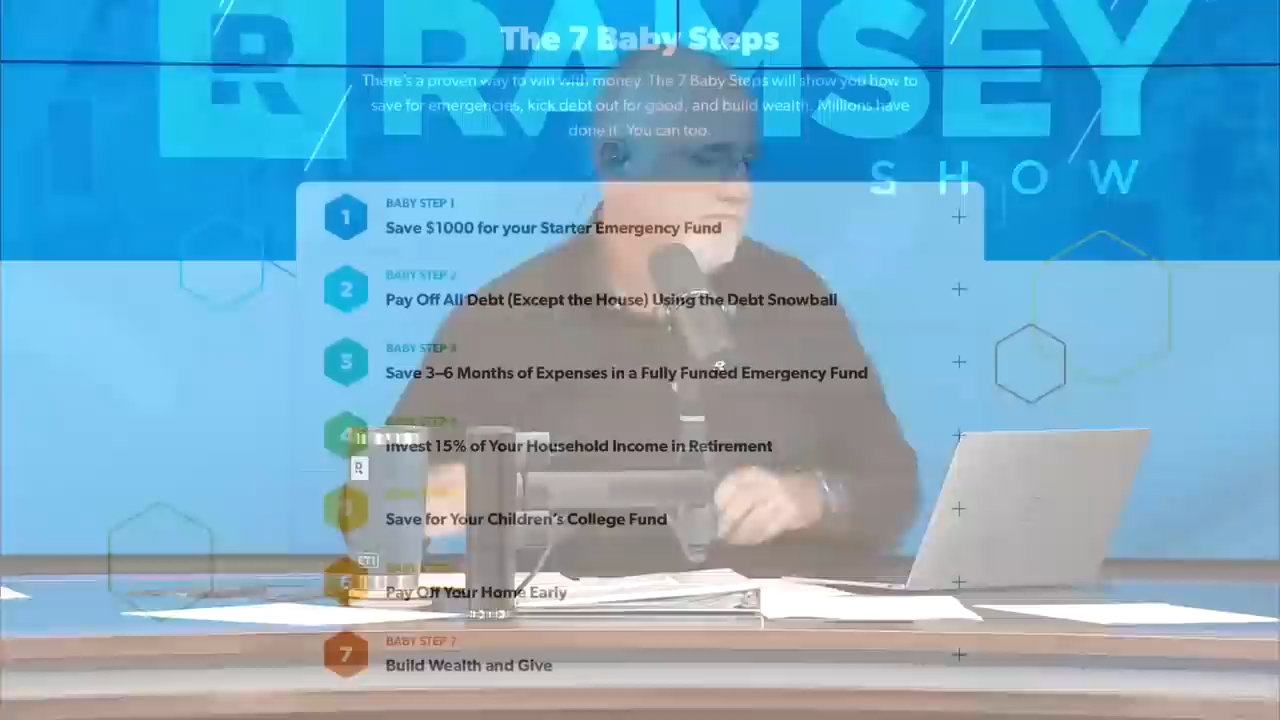 RAMSEY
SHOW
The 7 Baby Steps
There's a proven way to win with money. The 7 Baby Steps will show you how to
save for emergencies, kick debt out for good, and build wealth. Millions have
done it. You can too.
1
BABY STEP 1
Save $1000 for your Starter Emergency Fund
2
BABY STEP 2
Pay Off All Debt (Except the House) Using the Debt Snowball
3
BABY STEP 3
Save 3–6 Months of Expenses in a Fully Funded Emergency Fund
4
Invest 15% of Your Household Income in Retirement
Save for Your Children's College Fund
6
Pay Off Your Home Early
7
BABY STEP 7
Build Wealth and Give